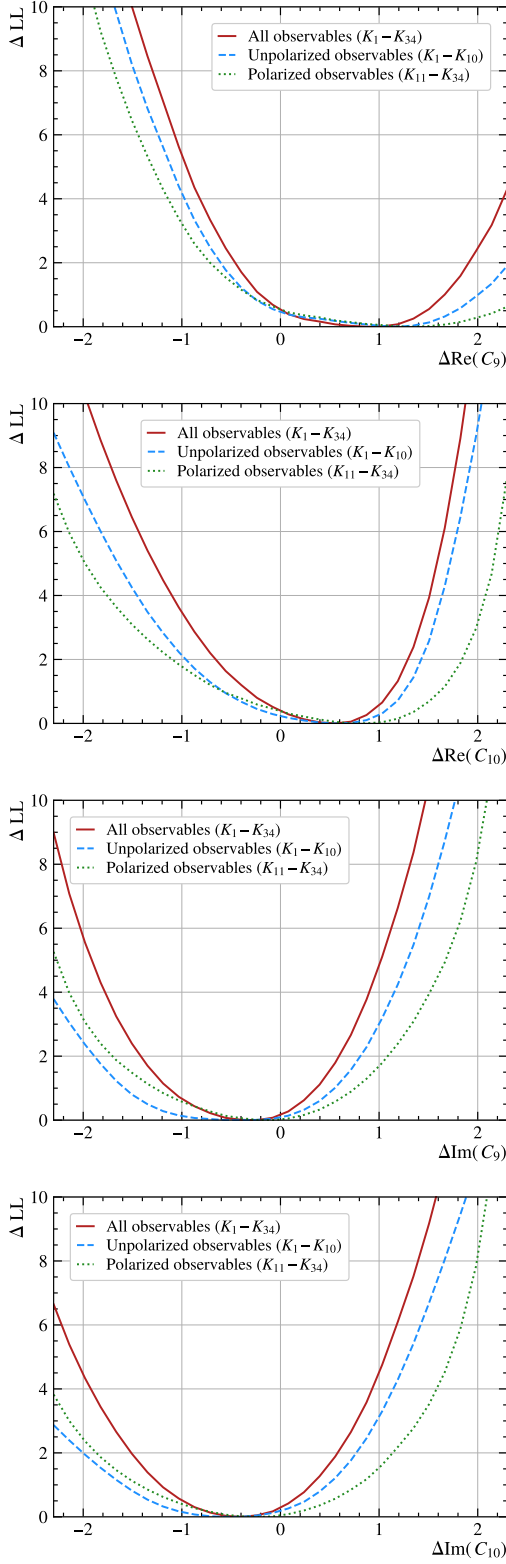 10
8
6
4
2
0
Δ LL
All observables (K₁−K₃₄)
Unpolarized observables (K₁−K₁₀)
Polarized observables (K₁₁−K₃₄)
−2 −1 0 1 2
ΔRe(C₉)
10
8
6
4
2
0
Δ LL
All observables (K₁−K₃₄)
Unpolarized observables (K₁−K₁₀)
Polarized observables (K₁₁−K₃₄)
−2 −1 0 1 2
ΔRe(C₁₀)
10
8
6
4
2
0
Δ LL
All observables (K₁−K₃₄)
Unpolarized observables (K₁−K₁₀)
Polarized observables (K₁₁−K₃₄)
−2 −1 0 1 2
ΔIm(C₉)
10
8
6
4
2
0
Δ LL
All observables (K₁−K₃₄)
Unpolarized observables (K₁−K₁₀)
Polarized observables (K₁₁−K₃₄)
−2 −1 0 1 2
ΔIm(C₁₀)